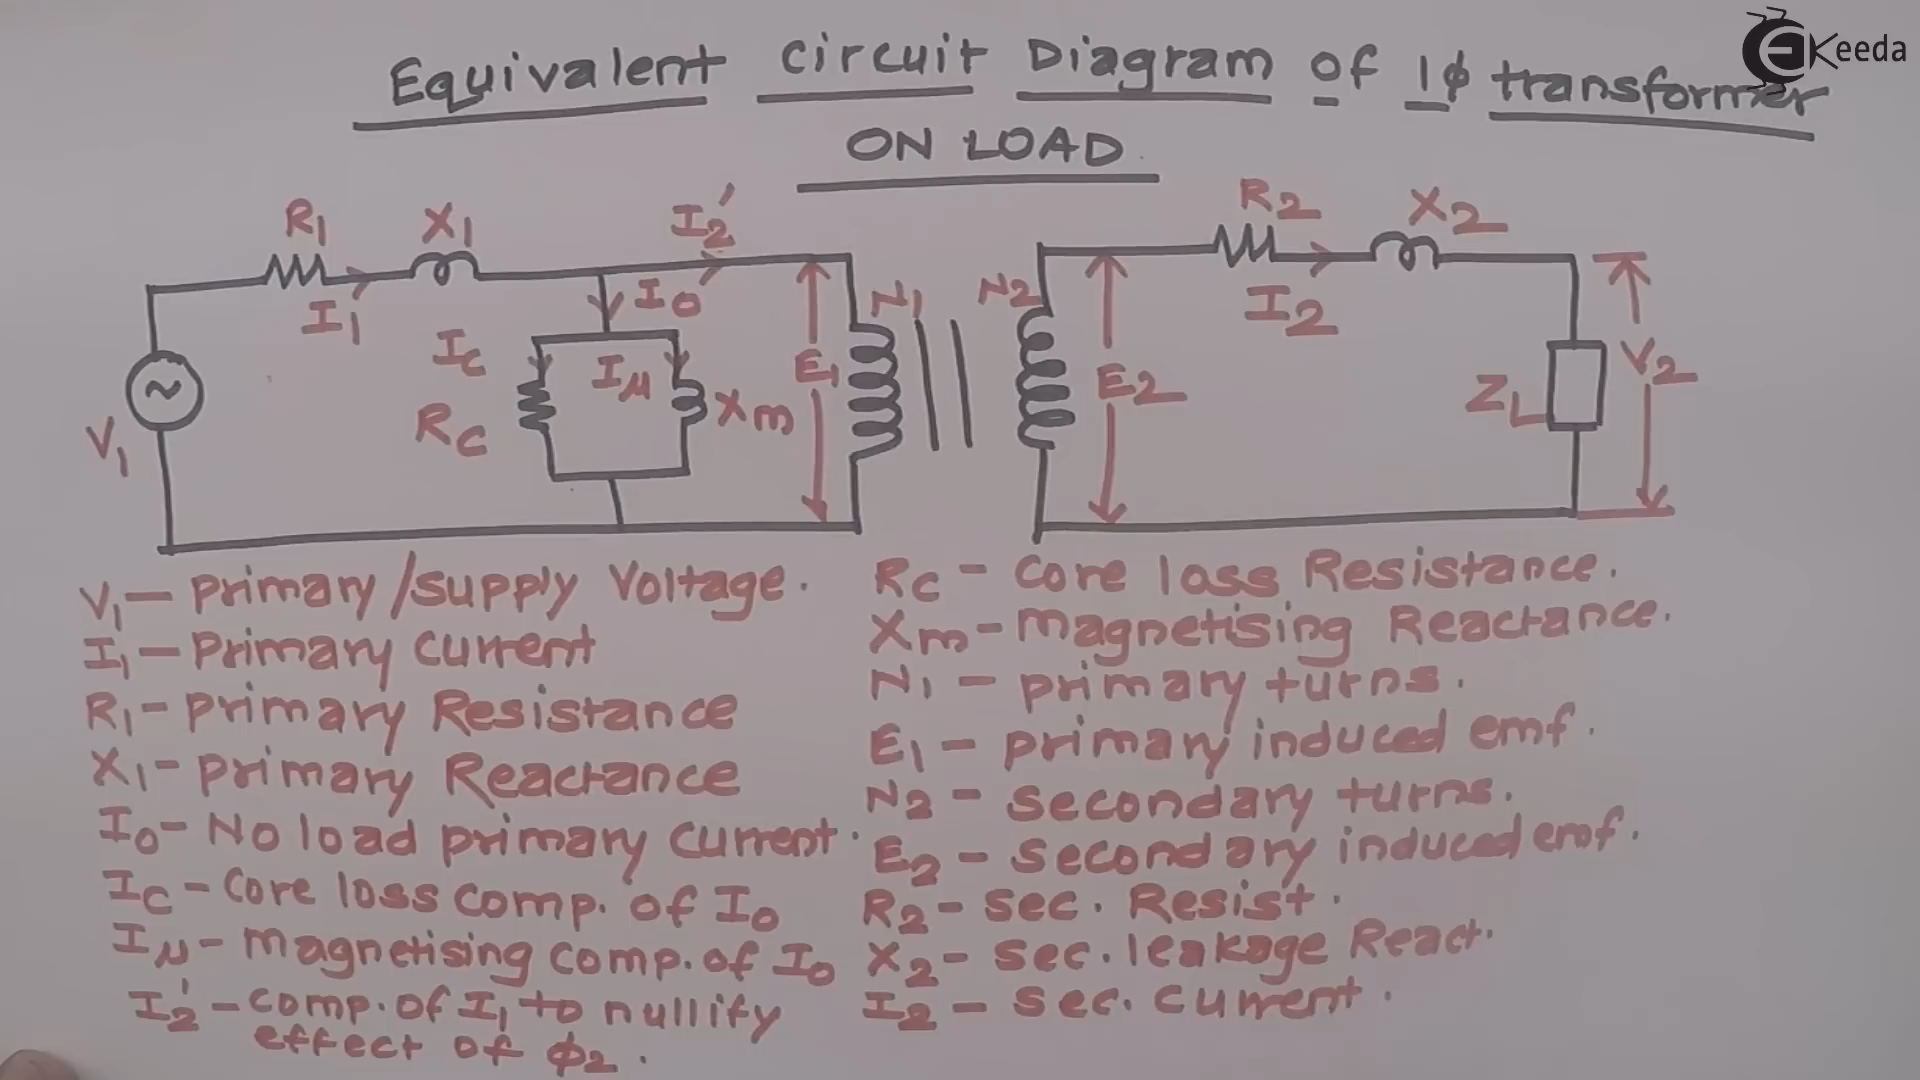 Equivalent Circuit Diagram of 1φ transformer
ON LOAD
EKeeda
R1
X1
I2'
R2
X2
I1
I0
N1
N2
I2
V1
IC
RC
Iμ
Xm
E1
E2
ZL
V2
V1 — Primary/supply Voltage.
I1 — Primary Current
R1 - Primary Resistance
X1 - Primary Reactance
I0 - No load primary Current.
IC - Core loss comp. of I0
Iμ - Magnetising comp. of I0
I2' - comp. of I1 to nullify
effect of φ2.
RC - Core loss Resistance.
Xm - Magnetising Reactance.
N1 - primary turns.
E1 - primary induced emf.
N2 - secondary turns.
E2 - secondary induced emf.
R2 - sec. Resist.
X2 - sec. leakage React.
I2 - sec. current.